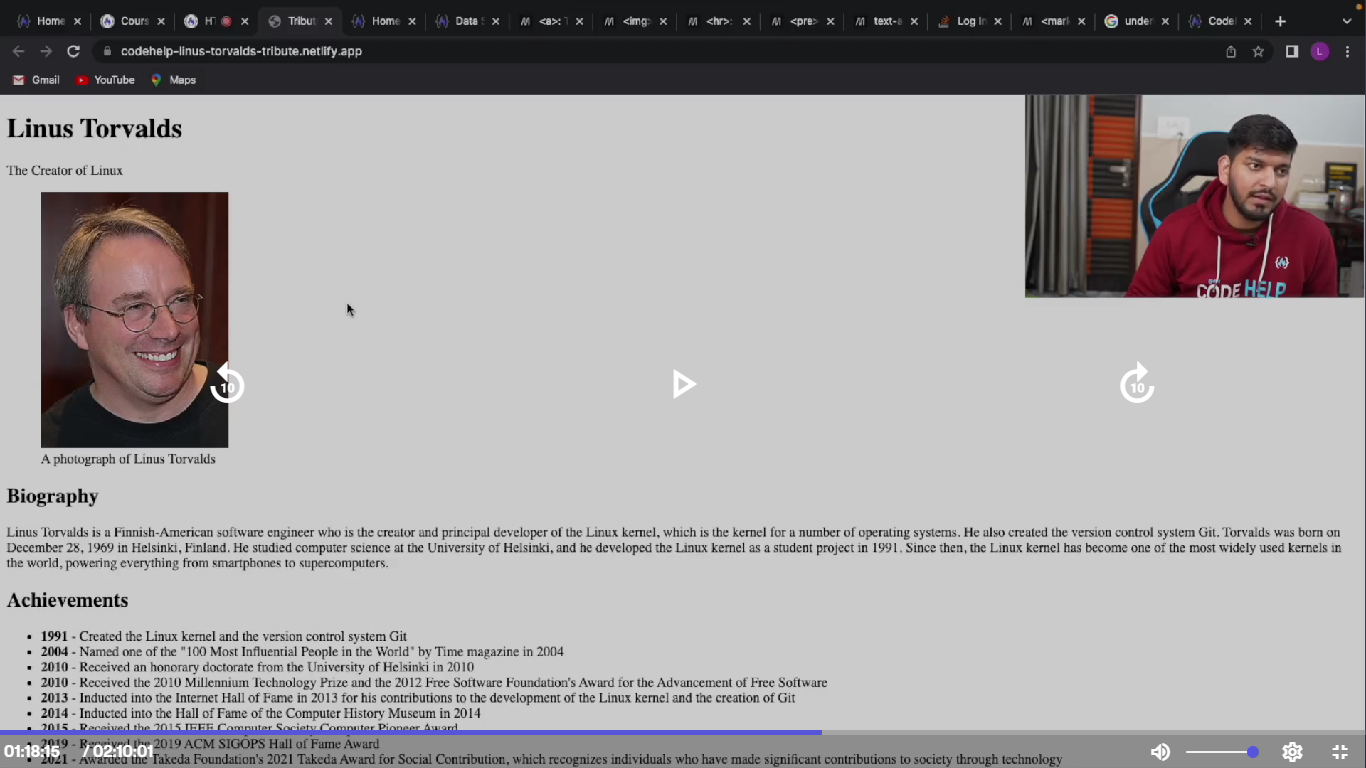 Home
Cours
HT
Tribut
Home
Data S
<a>: T
<img>
<hr>:
<pre>
text-a
Log in
<mark
under
Codel
codehelp-linus-torvalds-tribute.netlify.app
L
Gmail
YouTube
Maps
Linus Torvalds
The Creator of Linux
CODE HELP
10
10
A photograph of Linus Torvalds
Biography
Linus Torvalds is a Finnish-American software engineer who is the creator and principal developer of the Linux kernel, which is the kernel for a number of operating systems. He also created the version control system Git. Torvalds was born on
December 28, 1969 in Helsinki, Finland. He studied computer science at the University of Helsinki, and he developed the Linux kernel as a student project in 1991. Since then, the Linux kernel has become one of the most widely used kernels in
the world, powering everything from smartphones to supercomputers.
Achievements
1991 - Created the Linux kernel and the version control system Git
2004 - Named one of the "100 Most Influential People in the World" by Time magazine in 2004
2010 - Received an honorary doctorate from the University of Helsinki in 2010
2010 - Received the 2010 Millennium Technology Prize and the 2012 Free Software Foundation's Award for the Advancement of Free Software
2013 - Inducted into the Internet Hall of Fame in 2013 for his contributions to the development of the Linux kernel and the creation of Git
2014 - Inducted into the Hall of Fame of the Computer History Museum in 2014
2015 - Received the 2015 IEEE Computer Society Computer Pioneer Award
2019 - Received the 2019 ACM SIGOPS Hall of Fame Award
2021 - Awarded the Takeda Foundation's 2021 Takeda Award for Social Contribution, which recognizes individuals who have made significant contributions to society through technology
01:18:15 / 02:10:01